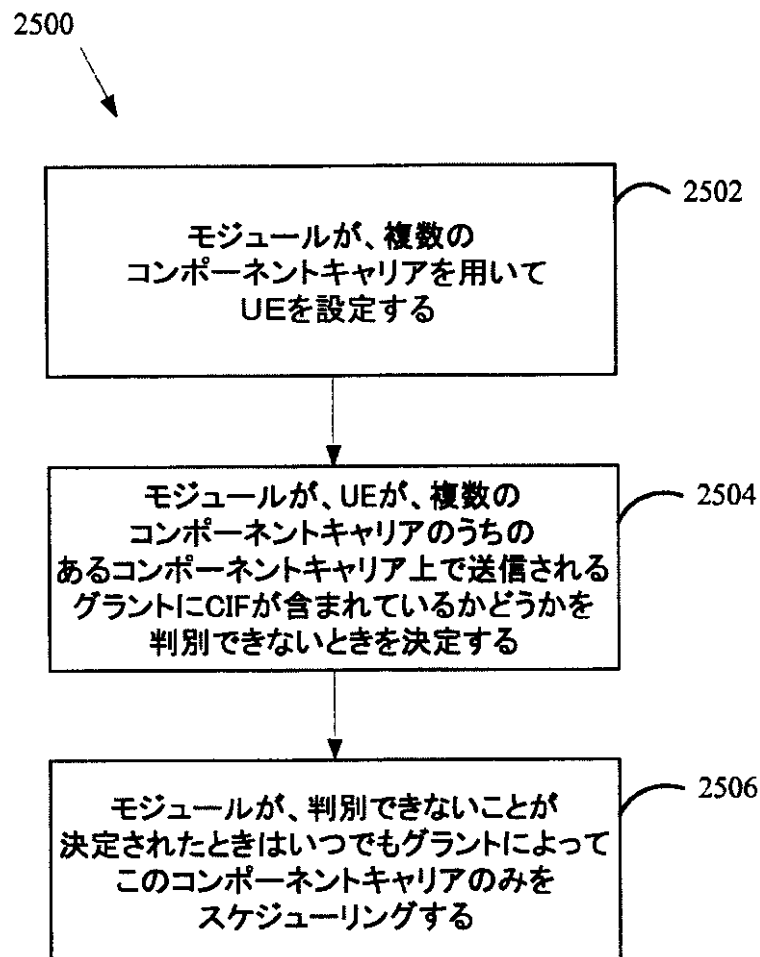 2500
2502
モジュールが、複数の
コンポーネントキャリアを用いて
UEを設定する
2504
モジュールが、UEが、複数の
コンポーネントキャリアのうちの
あるコンポーネントキャリア上で送信される
グラントにCIFが含まれているかどうかを
判別できないときを決定する
2506
モジュールが、判別できないことが
決定されたときはいつでもグラントによって
このコンポーネントキャリアのみを
スケジューリングする